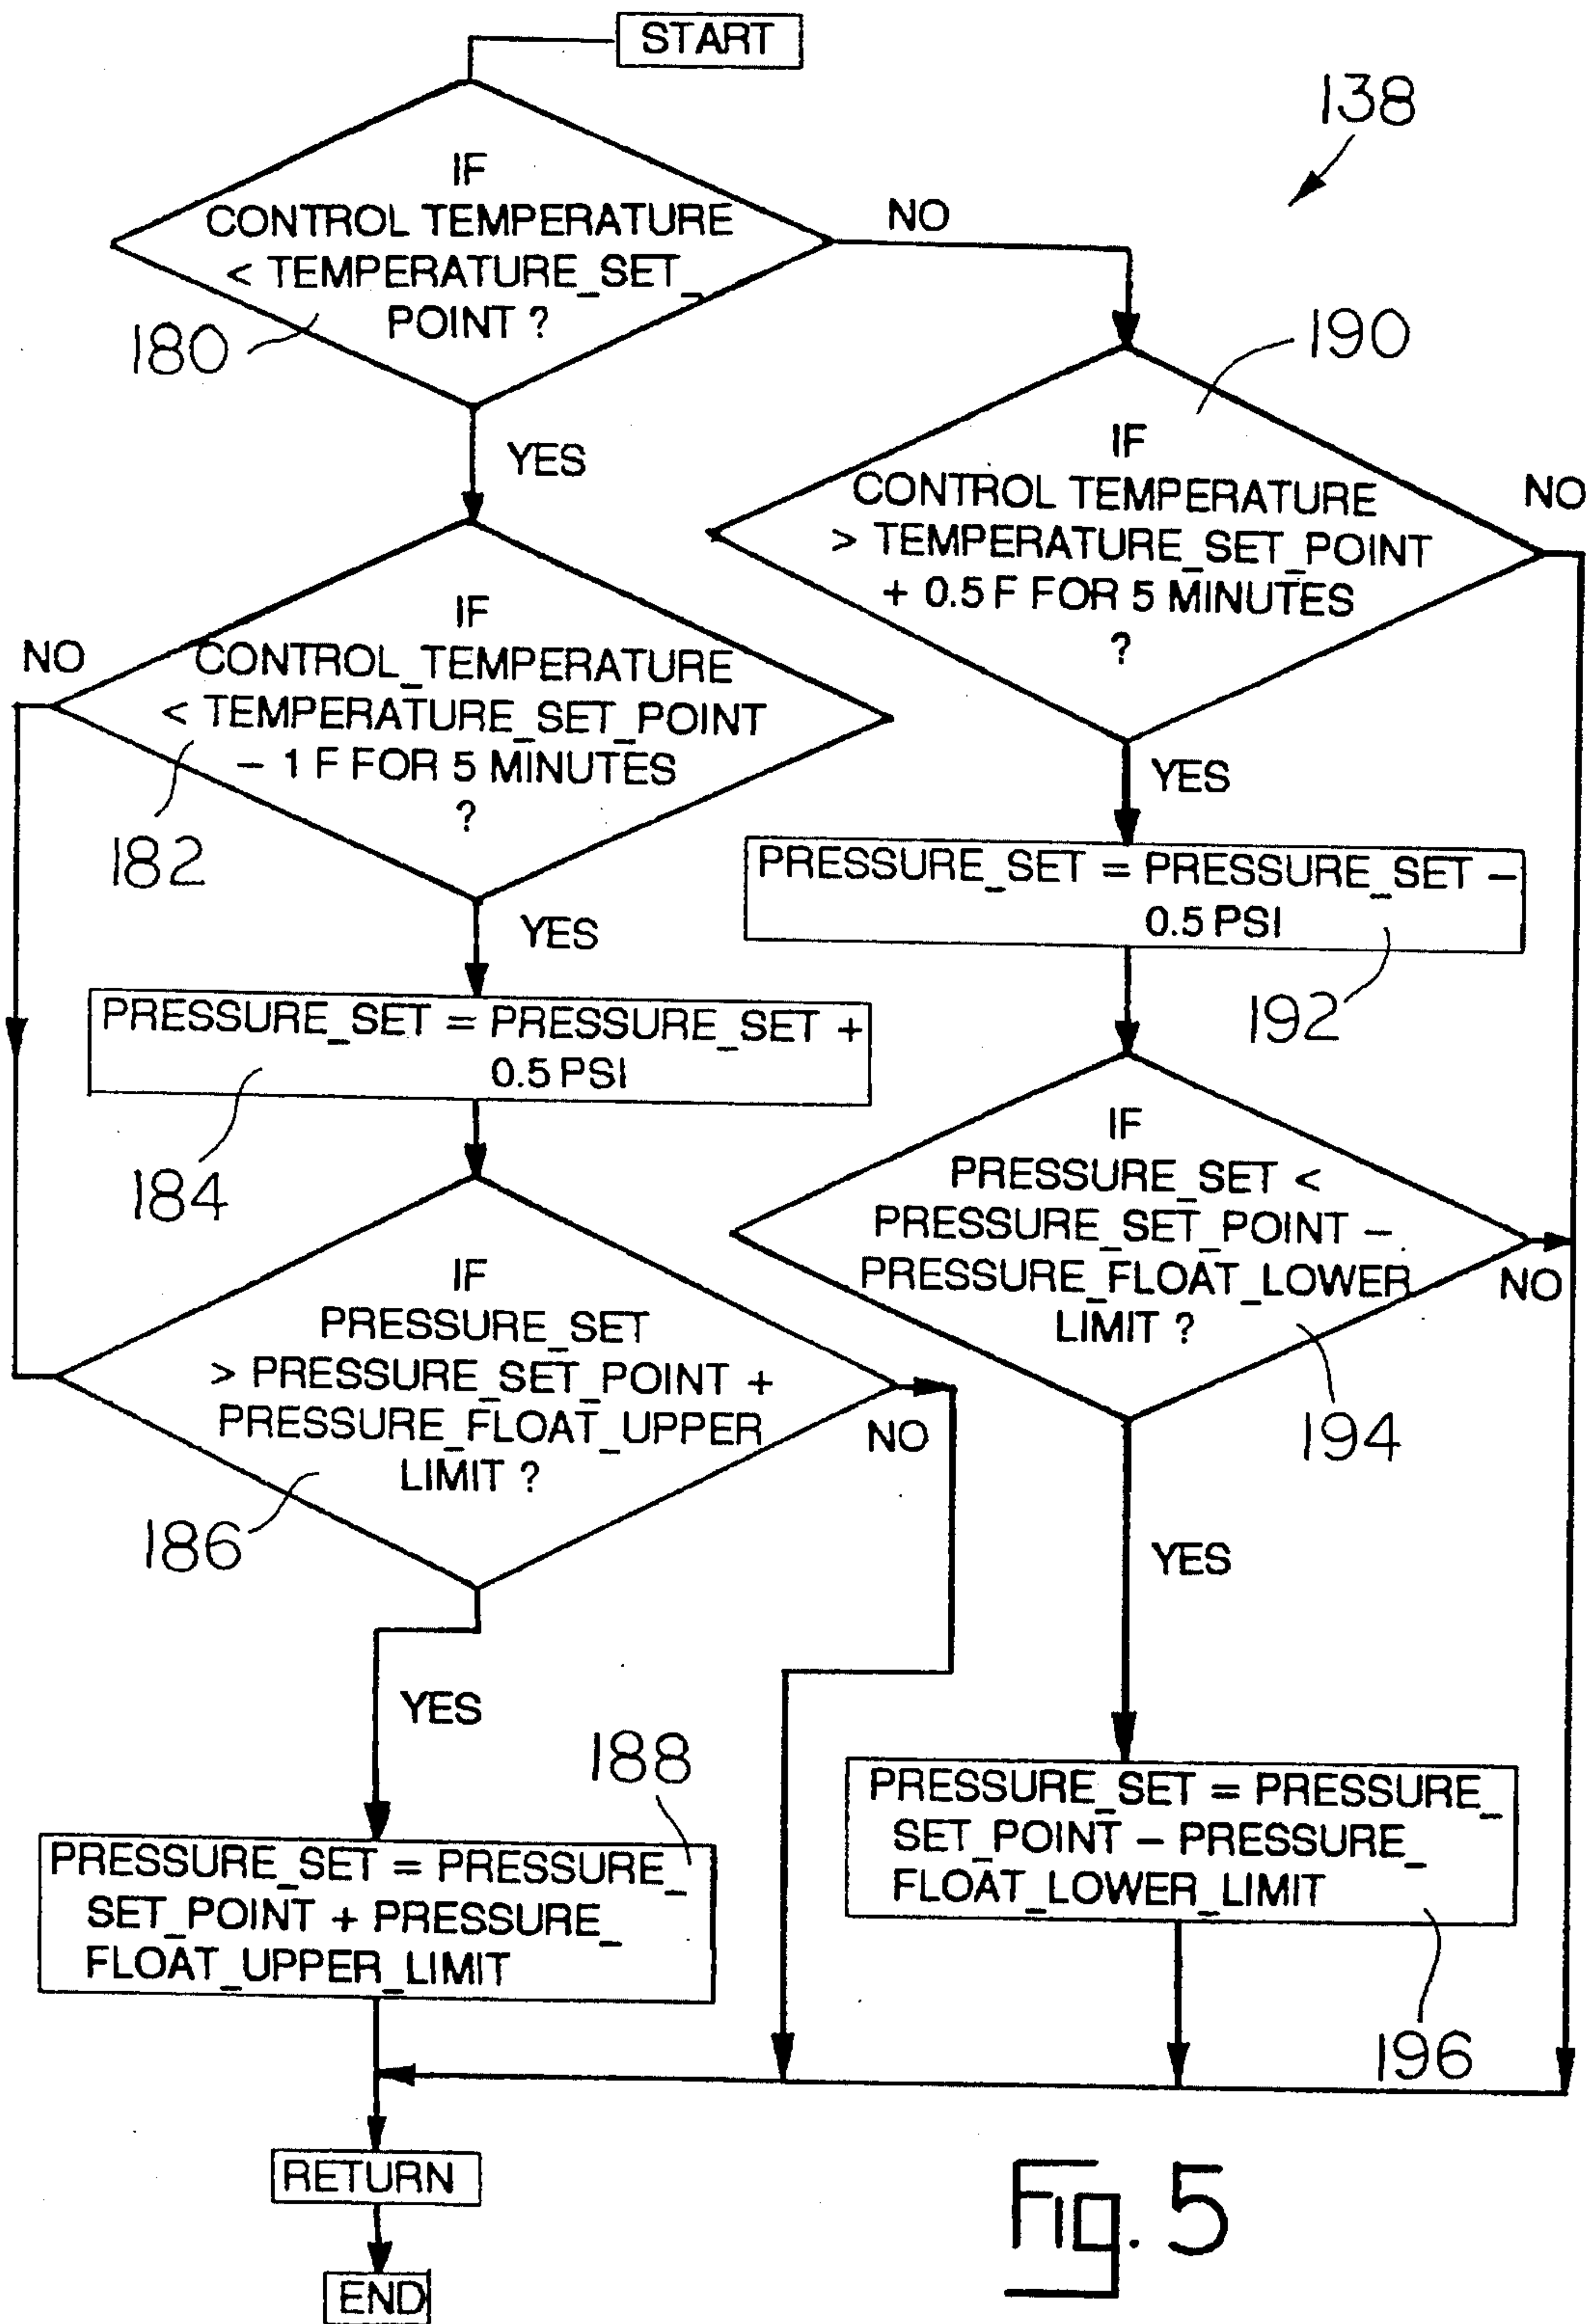 START
138
IF
CONTROL TEMPERATURE
< TEMPERATURE_SET_
POINT ?
180
NO
YES
190
IF
CONTROL TEMPERATURE
> TEMPERATURE_SET_POINT
+ 0.5 F FOR 5 MINUTES
?
NO
YES
IF
CONTROL_TEMPERATURE
< TEMPERATURE_SET_POINT
– 1 F FOR 5 MINUTES
?
NO
182
YES
PRESSURE_SET = PRESSURE_SET –
0.5 PSI
192
PRESSURE_SET = PRESSURE_SET +
0.5 PSI
184
IF
PRESSURE_SET <
PRESSURE_SET_POINT –
PRESSURE_FLOAT_LOWER
LIMIT ?
NO
194
YES
IF
PRESSURE_SET
> PRESSURE_SET_POINT +
PRESSURE_FLOAT_UPPER
LIMIT ?
NO
186
YES
188
PRESSURE_SET = PRESSURE_
SET_POINT + PRESSURE_
FLOAT_UPPER_LIMIT
PRESSURE_SET = PRESSURE_
SET_POINT – PRESSURE_
FLOAT_LOWER_LIMIT
196
RETURN
END
Fig. 5